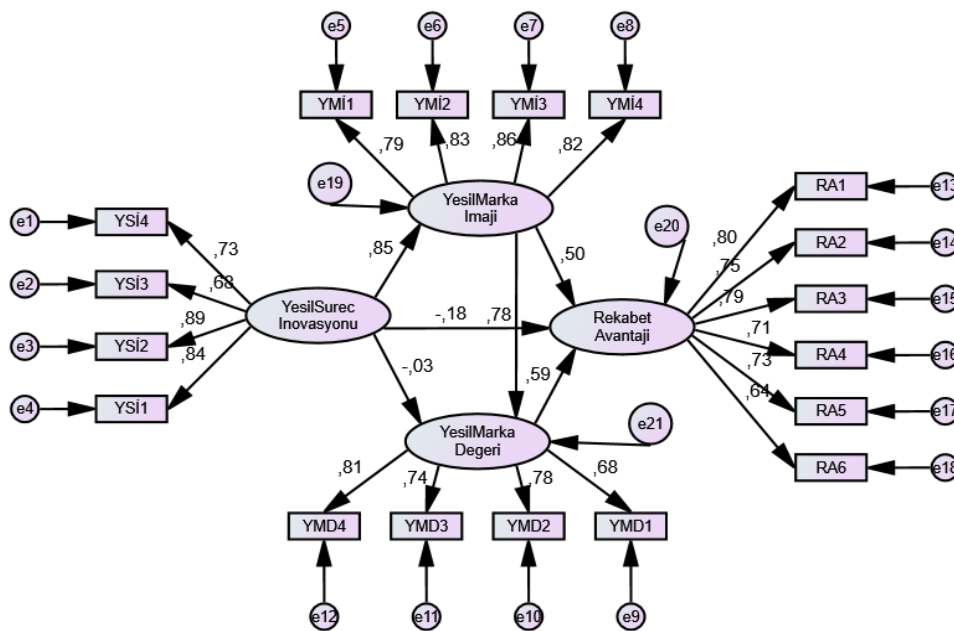 e5
e6
e7
e8
YMİ1
YMİ2
YMİ3
YMİ4
,79
,83
,86
,82
e19
YesilMarka
Imaji
e1
YSİ4
e2
YSİ3
e3
YSİ2
e4
YSİ1
,73
,68
,89
,84
YesilSurec
Inovasyonu
,85
,50
-,18
,78
-,03
,59
e20
Rekabet
Avantaji
,80
,75
,79
,71
,73
,64
RA1
e13
RA2
e14
RA3
e15
RA4
e16
RA5
e17
RA6
e18
YesilMarka
Degeri
e21
,81
,74
,78
,68
YMD4
YMD3
YMD2
YMD1
e12
e11
e10
e9